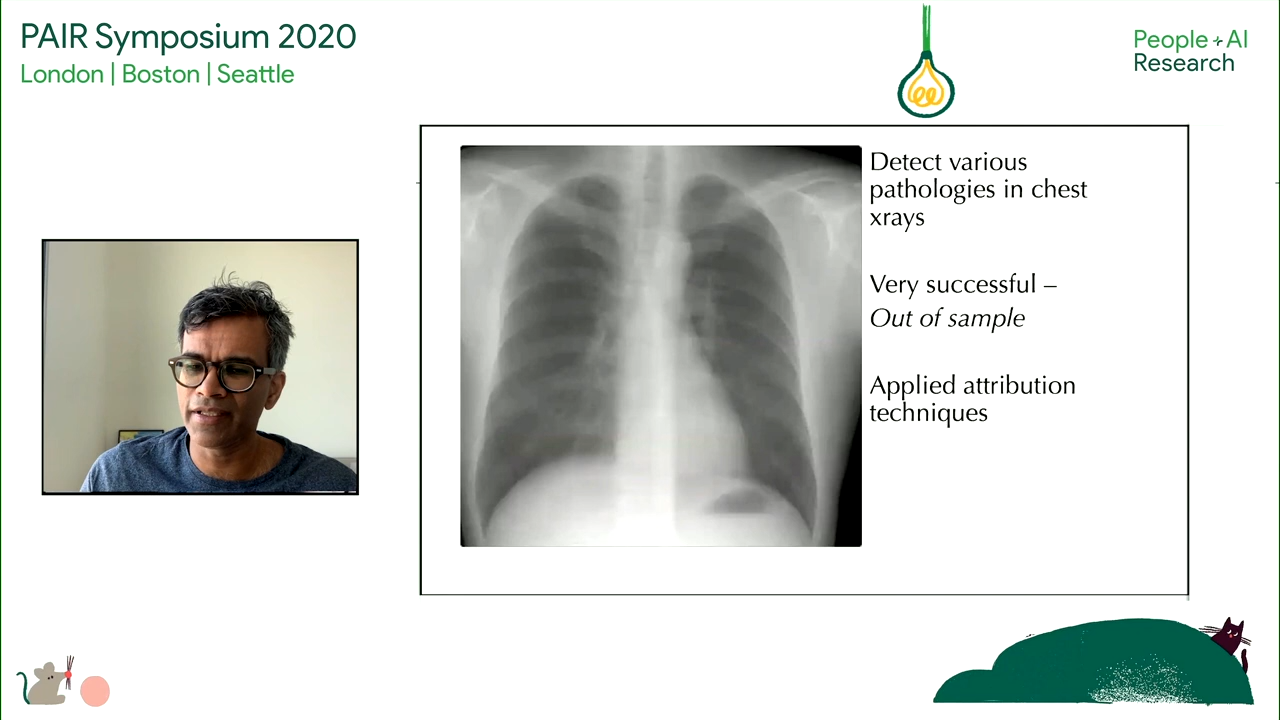 PAIR Symposium 2020
London | Boston | Seattle
People + AI
Research
Detect various
pathologies in chest
xrays
Very successful –
Out of sample
Applied attribution
techniques